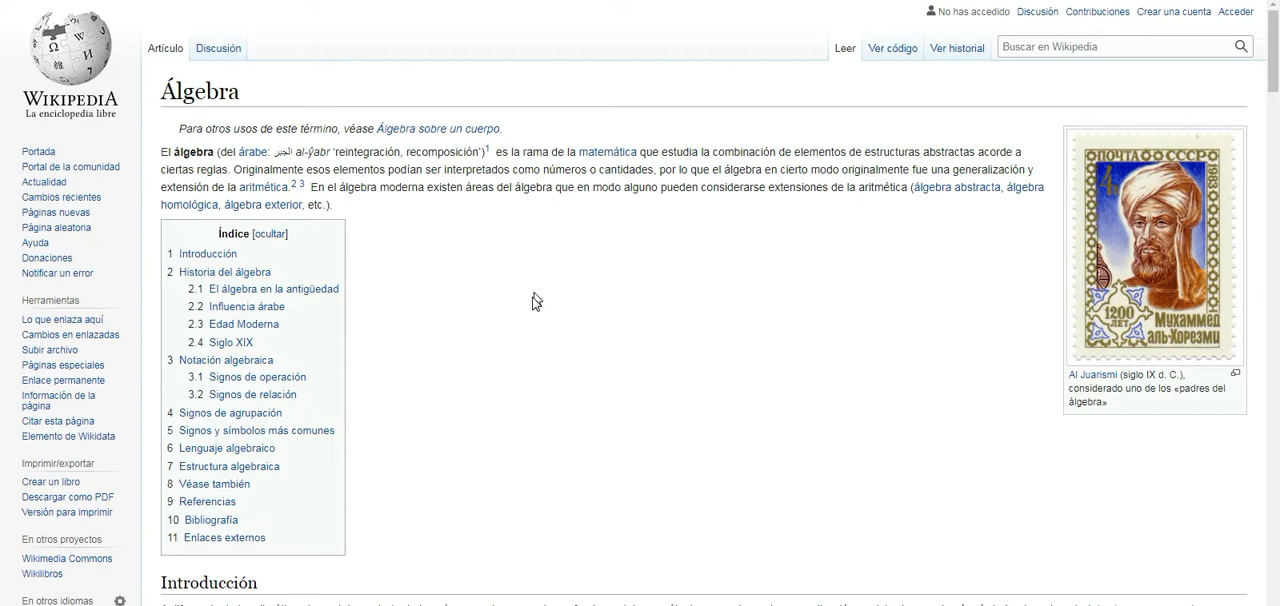 No has accedido Discusión Contribuciones Crear una cuenta Acceder
Artículo Discusión Leer Ver código Ver historial Buscar en Wikipedia
WIKIPEDIA
La enciclopedia libre
Portada
Portal de la comunidad
Actualidad
Cambios recientes
Páginas nuevas
Página aleatoria
Ayuda
Donaciones
Notificar un error
Herramientas
Lo que enlaza aquí
Cambios en enlazadas
Subir archivo
Páginas especiales
Enlace permanente
Información de la
página
Citar esta página
Elemento de Wikidata
Imprimir/exportar
Crear un libro
Descargar como PDF
Versión para imprimir
En otros proyectos
Wikimedia Commons
Wikilibros
En otros idiomas
Álgebra
Para otros usos de este término, véase Álgebra sobre un cuerpo.
El álgebra (del árabe: الجبر al-ŷabr 'reintegración, recomposición')1 es la rama de la matemática que estudia la combinación de elementos de estructuras abstractas acorde a
ciertas reglas. Originalmente esos elementos podían ser interpretados como números o cantidades, por lo que el álgebra en cierto modo originalmente fue una generalización y
extensión de la aritmética.2 3 En el álgebra moderna existen áreas del álgebra que en modo alguno pueden considerarse extensiones de la aritmética (álgebra abstracta, álgebra
homológica, álgebra exterior, etc.).
Índice [ocultar]
1 Introducción
2 Historia del álgebra
2.1 El álgebra en la antigüedad
2.2 Influencia árabe
2.3 Edad Moderna
2.4 Siglo XIX
3 Notación algebraica
3.1 Signos de operación
3.2 Signos de relación
4 Signos de agrupación
5 Signos y símbolos más comunes
6 Lenguaje algebraico
7 Estructura algebraica
8 Véase también
9 Referencias
10 Bibliografía
11 Enlaces externos
ПОЧТА СССР
1983
4к
1200
ЛЕТ
Мухаммед
аль-Хорезми
Al Juarismi (siglo IX d. C.),
considerado uno de los «padres del
álgebra»
Introducción